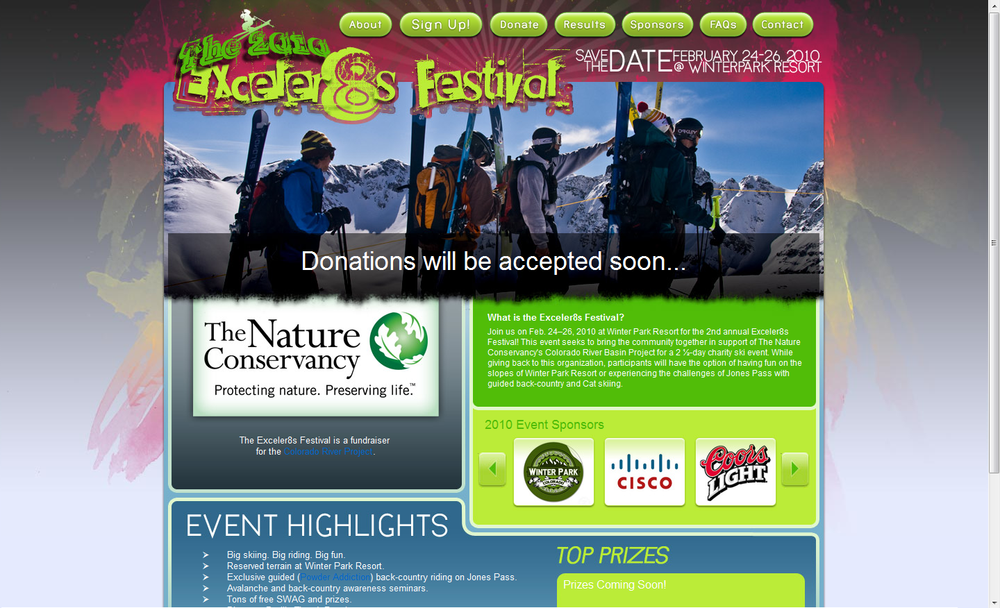 About
Sign Up!
Donate
Results
Sponsors
FAQs
Contact
The 2010
Exceler8s Festival
SAVE THE DATE FEBRUARY 24-26, 2010
@ WINTERPARK RESORT
OAKLEY
Donations will be accepted soon...
The Nature
Conservancy
Protecting nature. Preserving life.™
The Exceler8s Festival is a fundraiser
for the Colorado River Project.
What is the Exceler8s Festival?
Join us on Feb. 24–26, 2010 at Winter Park Resort for the 2nd annual Exceler8s
Festival! This event seeks to bring the community together in support of The Nature
Conservancy's Colorado River Basin Project for a 2 ½-day charity ski event. While
giving back to this organization, participants will have the option of having fun on the
slopes of Winter Park Resort or experiencing the challenges of Jones Pass with
guided back-country and Cat skiing.
2010 Event Sponsors
WINTER PARK
COLORADO
CISCO
Coors
LIGHT
EVENT HIGHLIGHTS
Big skiing. Big riding. Big fun.
Reserved terrain at Winter Park Resort.
Exclusive guided (Powder Addiction) back-country riding on Jones Pass.
Avalanche and back-country awareness seminars.
Tons of free SWAG and prizes.
TOP PRIZES
Prizes Coming Soon!